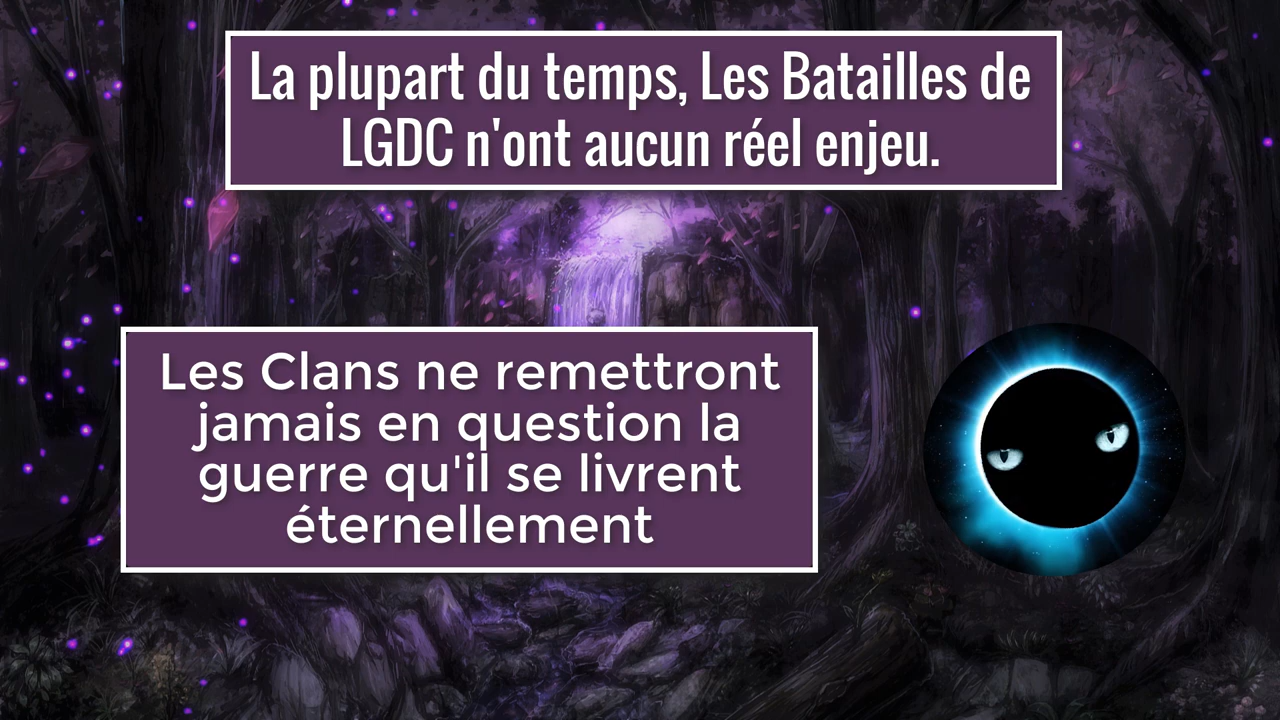 La plupart du temps, Les Batailles de
LGDC n'ont aucun réel enjeu.
Les Clans ne remettront
jamais en question la
guerre qu'il se livrent
éternellement